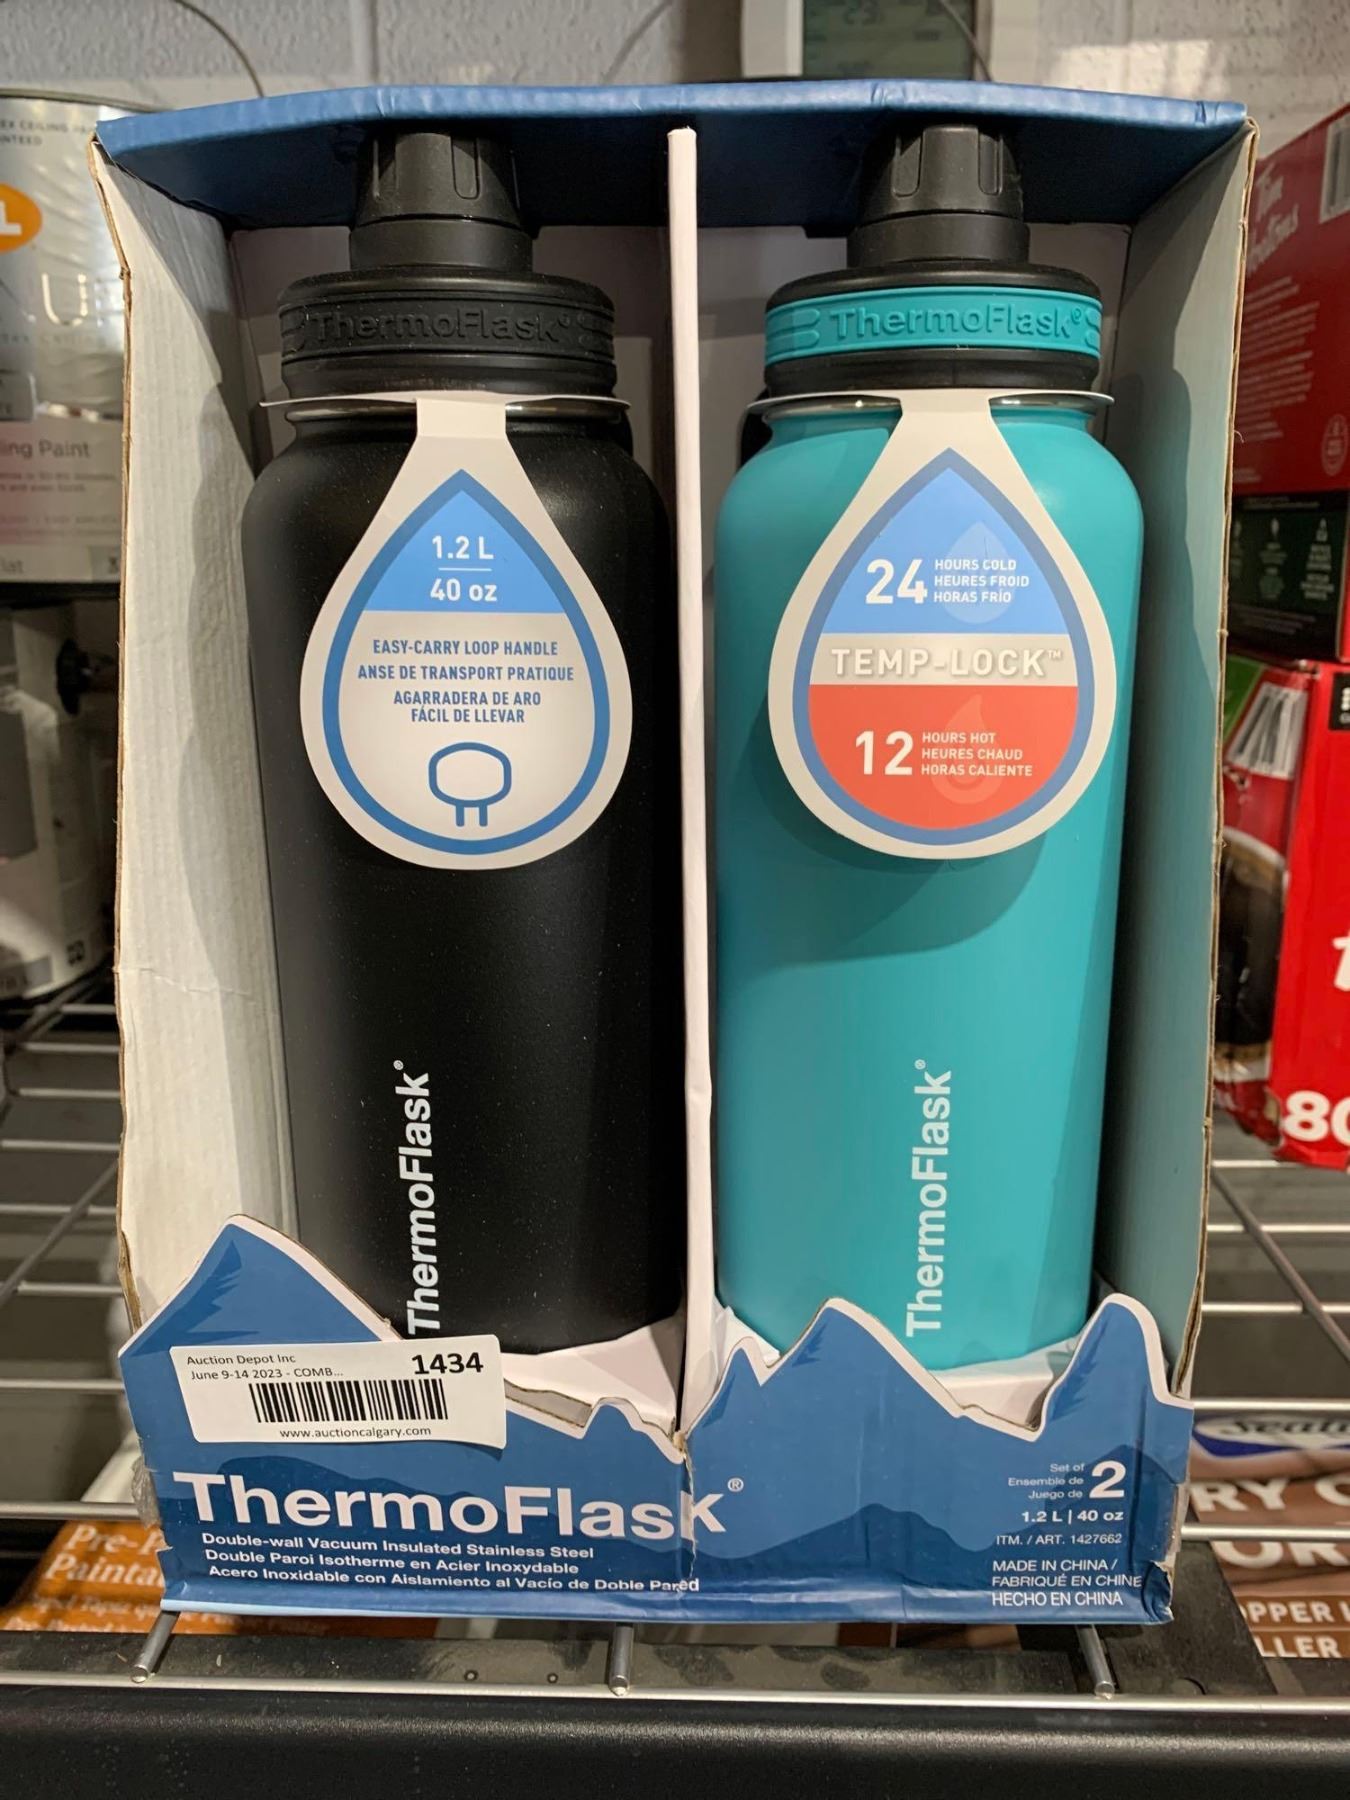 ThermoFlask®
ThermoFlask®
1.2 L
40 oz
EASY-CARRY LOOP HANDLE
ANSE DE TRANSPORT PRATIQUE
AGARRADERA DE ARO
FÁCIL DE LLEVAR
24
HOURS COLD
HEURES FROID
HORAS FRÍO
TEMP-LOCK™
12
HOURS HOT
HEURES CHAUD
HORAS CALIENTE
ThermoFlask®
ThermoFlask®
Auction Depot Inc
June 9-14 2023 - COMB...
1434
www.auctioncalgary.com
ThermoFlask®
Double-wall Vacuum Insulated Stainless Steel
Double Paroi Isotherme en Acier Inoxydable
Acero Inoxidable con Aislamiento al Vacío de Doble Pared
Set of
Ensemble de
Juego de
2
1.2 L | 40 oz
ITM. / ART. 1427662
MADE IN CHINA /
FABRIQUÉ EN CHINE
HECHO EN CHINA
ing Paint
Tim
Hortons
80